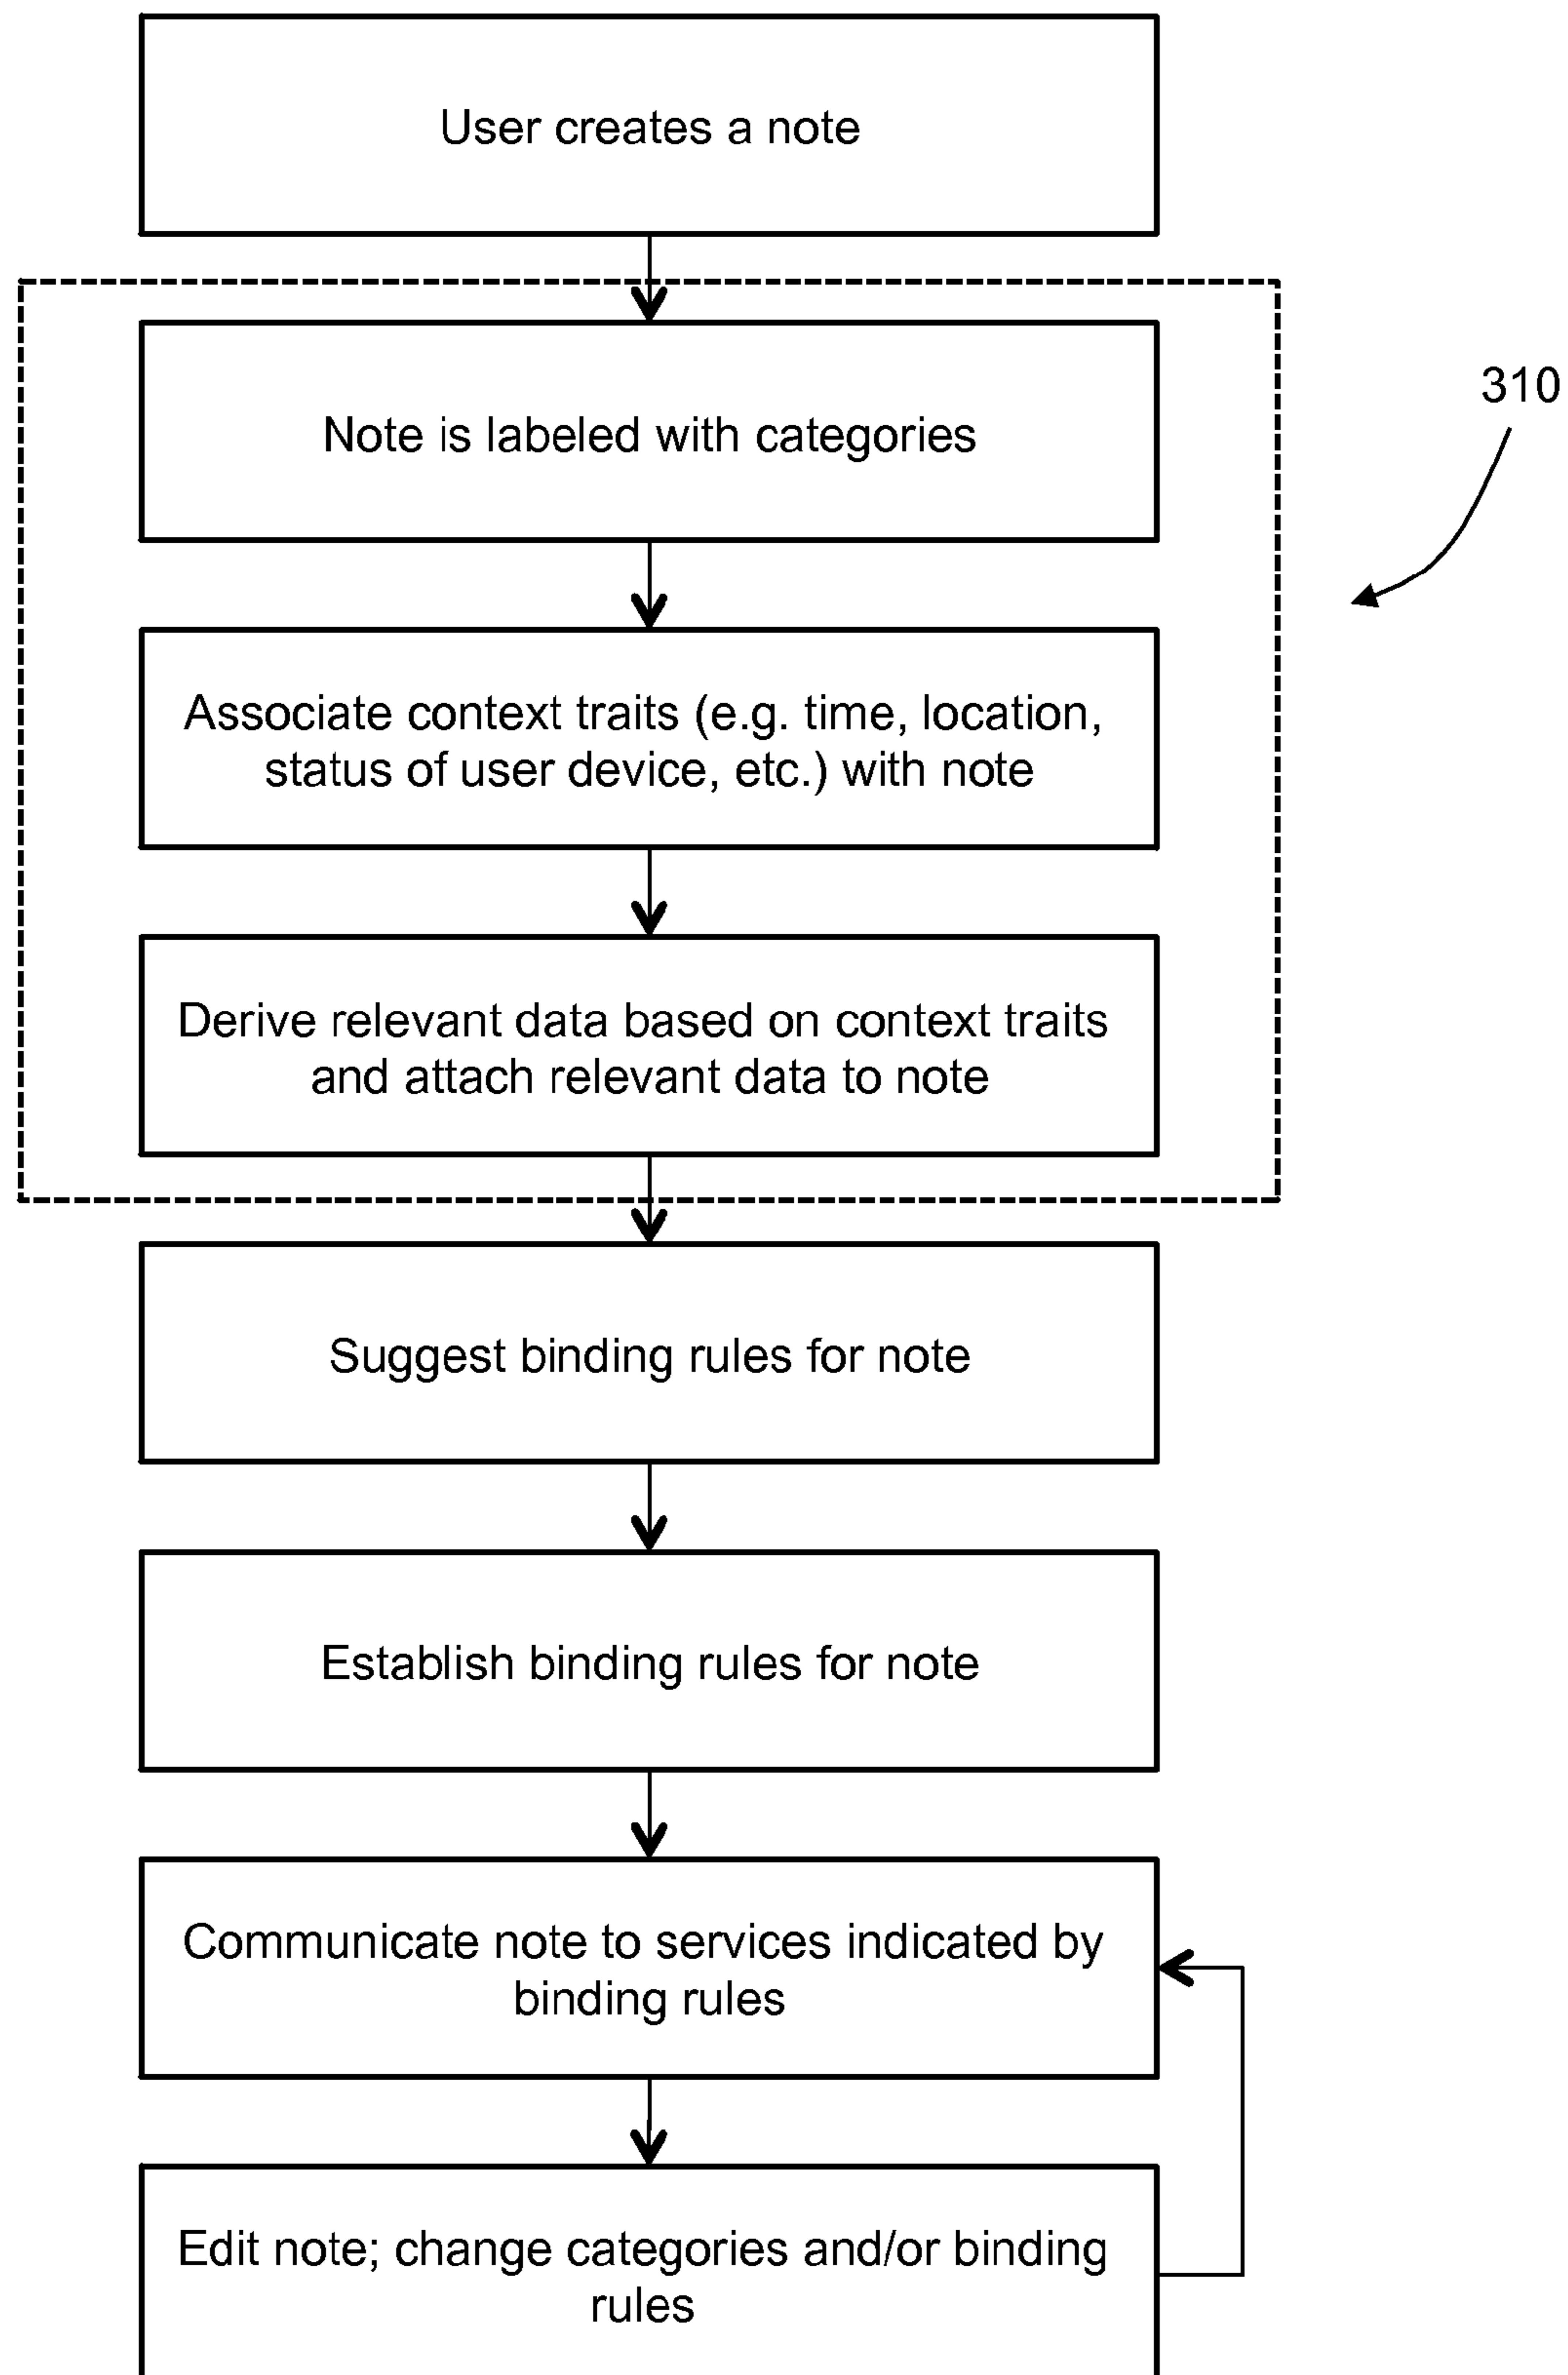 User creates a note
310
Note is labeled with categories
Associate context traits (e.g. time, location,
status of user device, etc.) with note
Derive relevant data based on context traits
and attach relevant data to note
Suggest binding rules for note
Establish binding rules for note
Communicate note to services indicated by
binding rules
Edit note; change categories and/or binding
rules